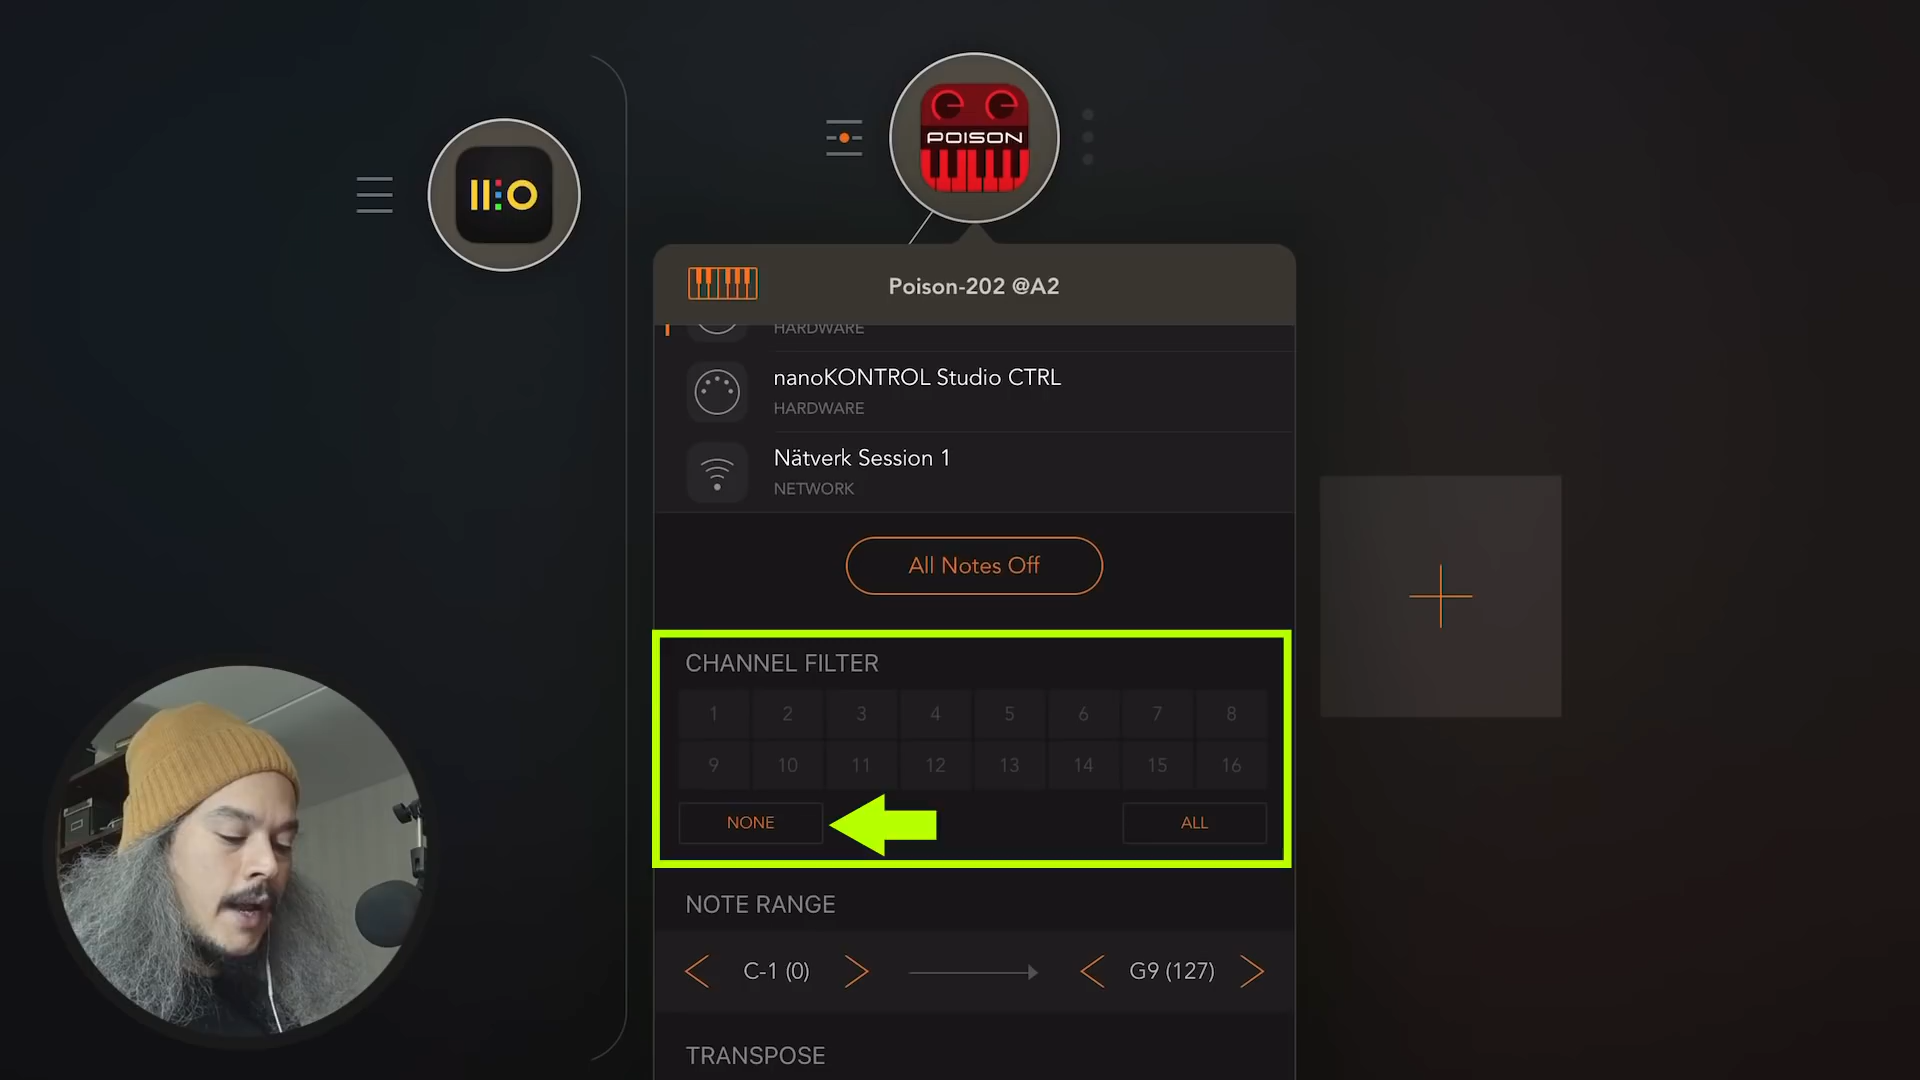 POISON
Poison-202 @A2
HARDWARE
nanoKONTROL Studio CTRL
HARDWARE
Nätverk Session 1
NETWORK
All Notes Off
CHANNEL FILTER
1 2 3 4 5 6 7 8
9 10 11 12 13 14 15 16
NONE ALL
NOTE RANGE
C-1 (0) G9 (127)
TRANSPOSE